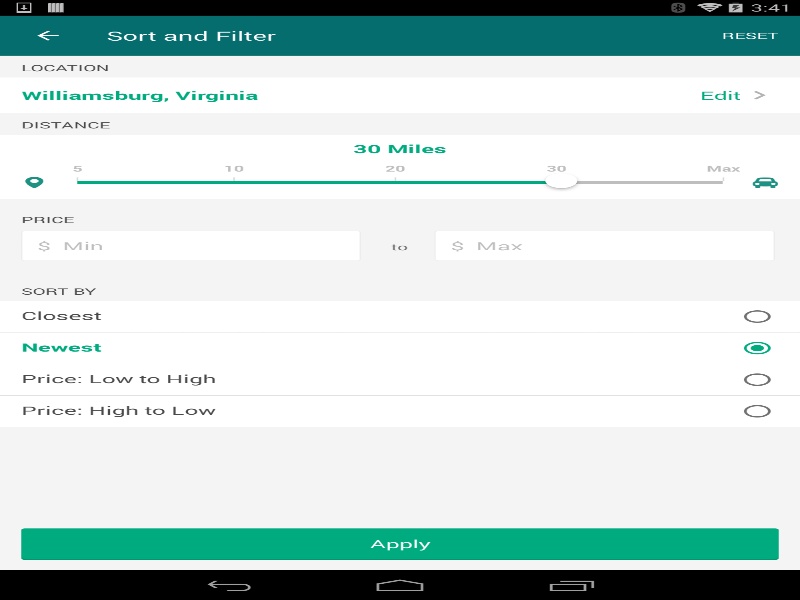 3:41
Sort and Filter
RESET
LOCATION
Williamsburg, Virginia
Edit
DISTANCE
30 Miles
5 10 20 30 Max
PRICE
$ Min to $ Max
SORT BY
Closest
Newest
Price: Low to High
Price: High to Low
Apply